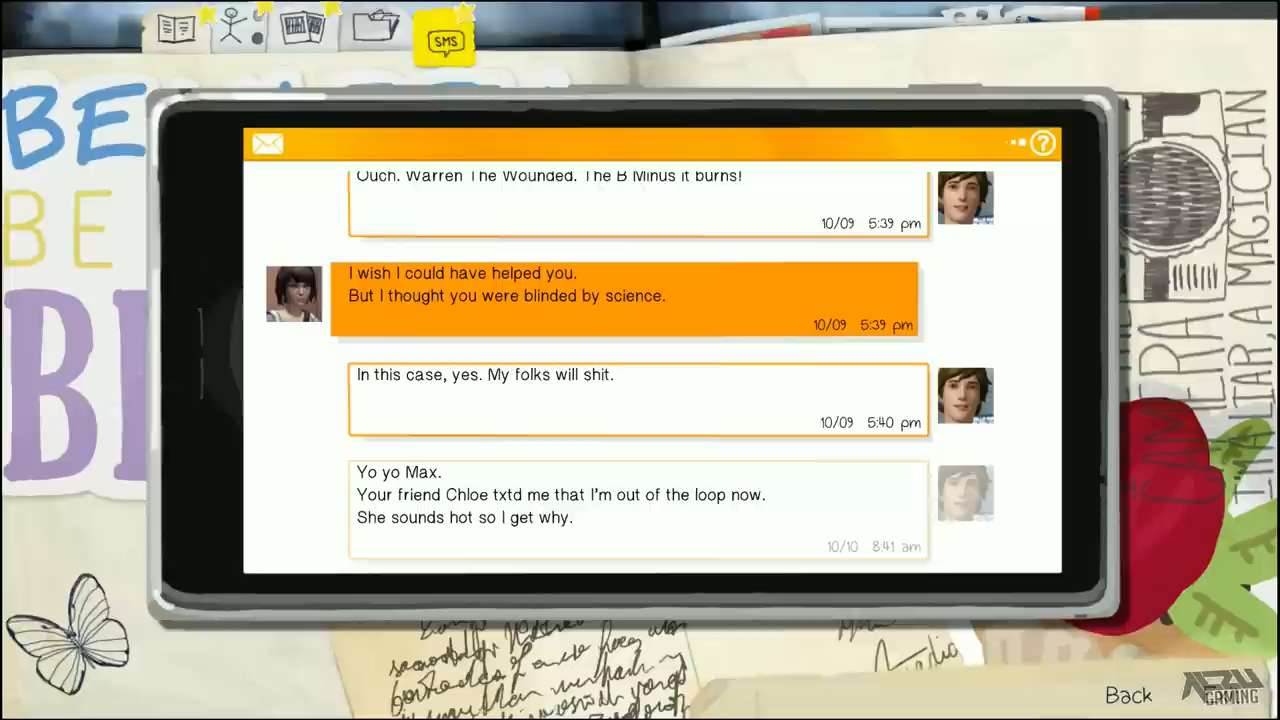 SMS
BE
BE
Ouch. Warren The Wounded. The B Minus it burns!
10/09 5:39 pm
I wish I could have helped you.
But I thought you were blinded by science.
10/09 5:39 pm
In this case, yes. My folks will shit.
10/09 5:40 pm
Yo yo Max.
Your friend Chloe txtd me that I'm out of the loop now.
She sounds hot so I get why.
10/10 8:41 am
CAMERA
I'M A LIAR, A MAGICIAN
Back
GAMING